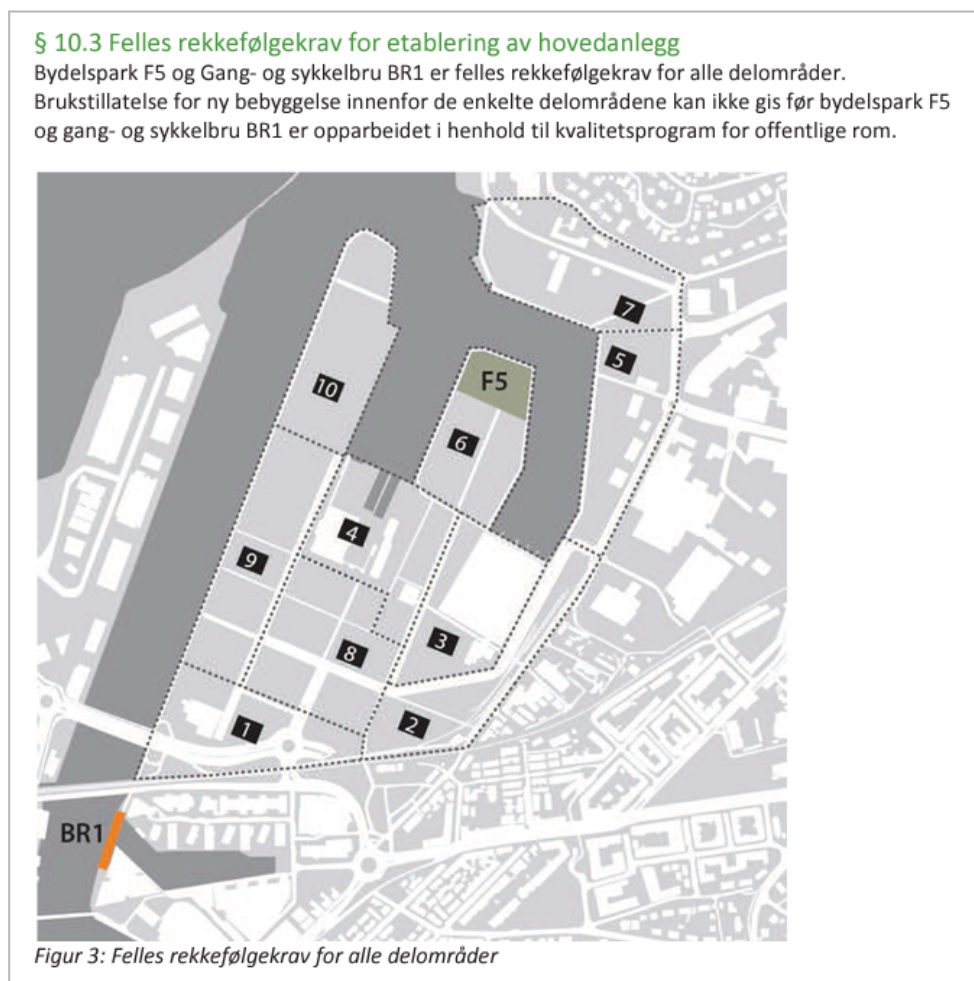 § 10.3 Felles rekkefølgekrav for etablering av hovedanlegg
Bydelspark F5 og Gang- og sykkelbru BR1 er felles rekkefølgekrav for alle delområder.
Brukstillatelse for ny bebyggelse innenfor de enkelte delområdene kan ikke gis før bydelspark F5
og gang- og sykkelbru BR1 er opparbeidet i henhold til kvalitetsprogram for offentlige rom.
7
5
F5
10
6
4
9
3
8
2
1
BR1
Figur 3: Felles rekkefølgekrav for alle delområder